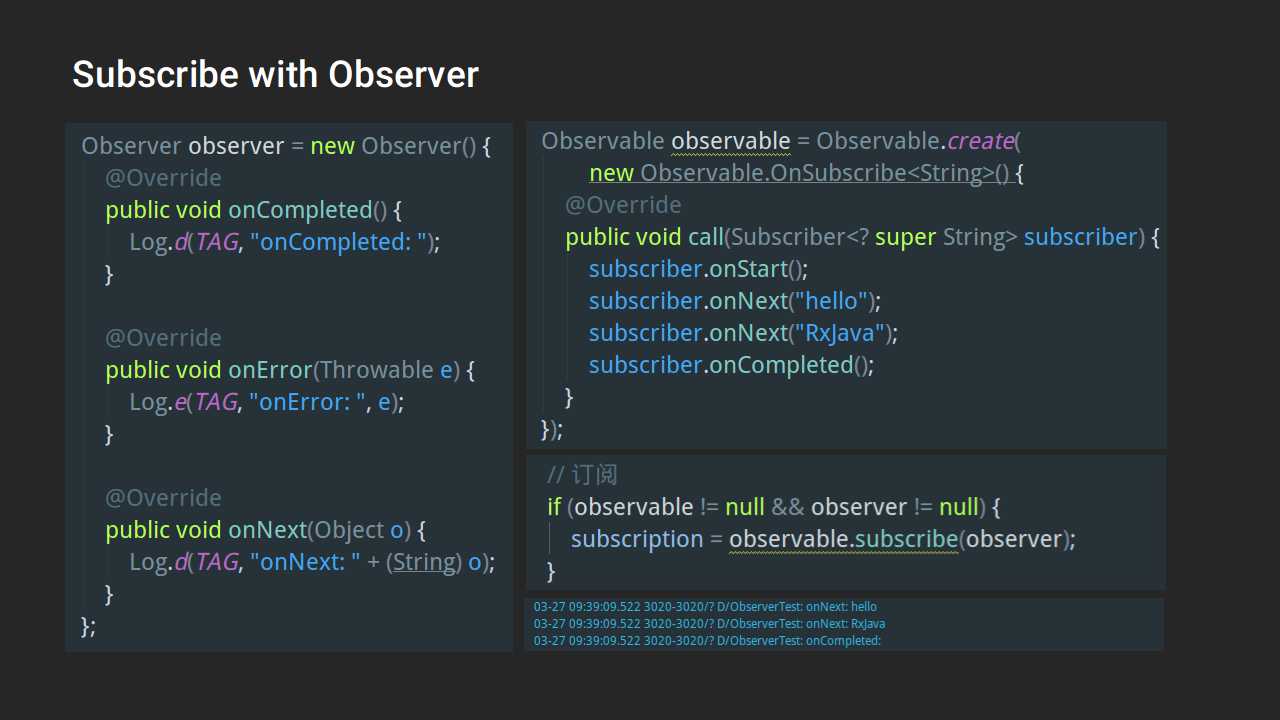 Subscribe with Observer
Observer observer = new Observer() {
@Override
public void onCompleted() {
Log.d(TAG, "onCompleted: ");
}
@Override
public void onError(Throwable e) {
Log.e(TAG, "onError: ", e);
}
@Override
public void onNext(Object o) {
Log.d(TAG, "onNext: " + (String) o);
}
};
Observable observable = Observable.create(
new Observable.OnSubscribe<String>() {
@Override
public void call(Subscriber<? super String> subscriber) {
subscriber.onStart();
subscriber.onNext("hello");
subscriber.onNext("RxJava");
subscriber.onCompleted();
}
});
// 订阅
if (observable != null && observer != null) {
subscription = observable.subscribe(observer);
}
03-27 09:39:09.522 3020-3020/? D/ObserverTest: onNext: hello
03-27 09:39:09.522 3020-3020/? D/ObserverTest: onNext: RxJava
03-27 09:39:09.522 3020-3020/? D/ObserverTest: onCompleted: